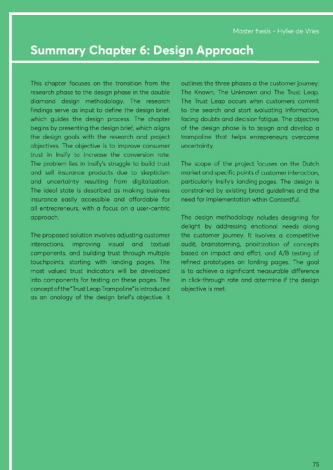 Master thesis - Hylke de Vries
Summary Chapter 6: Design Approach
This chapter focuses on the transition from the
research phase to the design phase in the double
diamond design methodology. The research
findings serve as input to define the design brief,
which guides the design process. The chapter
begins by presenting the design brief, which aligns
the design goals with the research and project
objectives. The objective is to improve consumer
trust in Insify to increase the conversion rate.
The problem lies in Insify's struggle to build trust
and sell insurance products due to skepticism
and uncertainty resulting from digitalization.
The ideal state is described as making business
insurance easily accessible and affordable for
all entrepreneurs, with a focus on a user-centric
approach.
The proposed solution involves adjusting customer
interactions, improving visual and textual
components, and building trust through multiple
touchpoints, starting with landing pages. The
most valued trust indicators will be developed
into components for testing on these pages. The
concept of the "Trust Leap Trampoline" is introduced
as an analogy of the design brief's objective. It
outlines the three phases o the customer journey:
The Known, The Unknown and The Trust Leap.
The Trust Leap occurs when customers commit
to the search and start evaluating information,
facing doubts and decision fatigue. The objective
of the design phase is to design and develop a
trampoline that helps entrepreneurs overcome
uncertainty.
The scope of the project focuses on the Dutch
market and specific points of customer interaction,
particularly Insify's landing pages. The design is
constrained by existing brand guidelines and the
need for implementation within Contentful.
The design methodology includes designing for
delight by addressing emotional needs along
the customer journey. It involves a competitive
audit, brainstorming, prioritization of concepts
based on impact and effort, and A/B testing of
refined prototypes on landing pages. The goal
is to achieve a significant measurable difference
in click-through rate and determine if the design
objective is met.
75